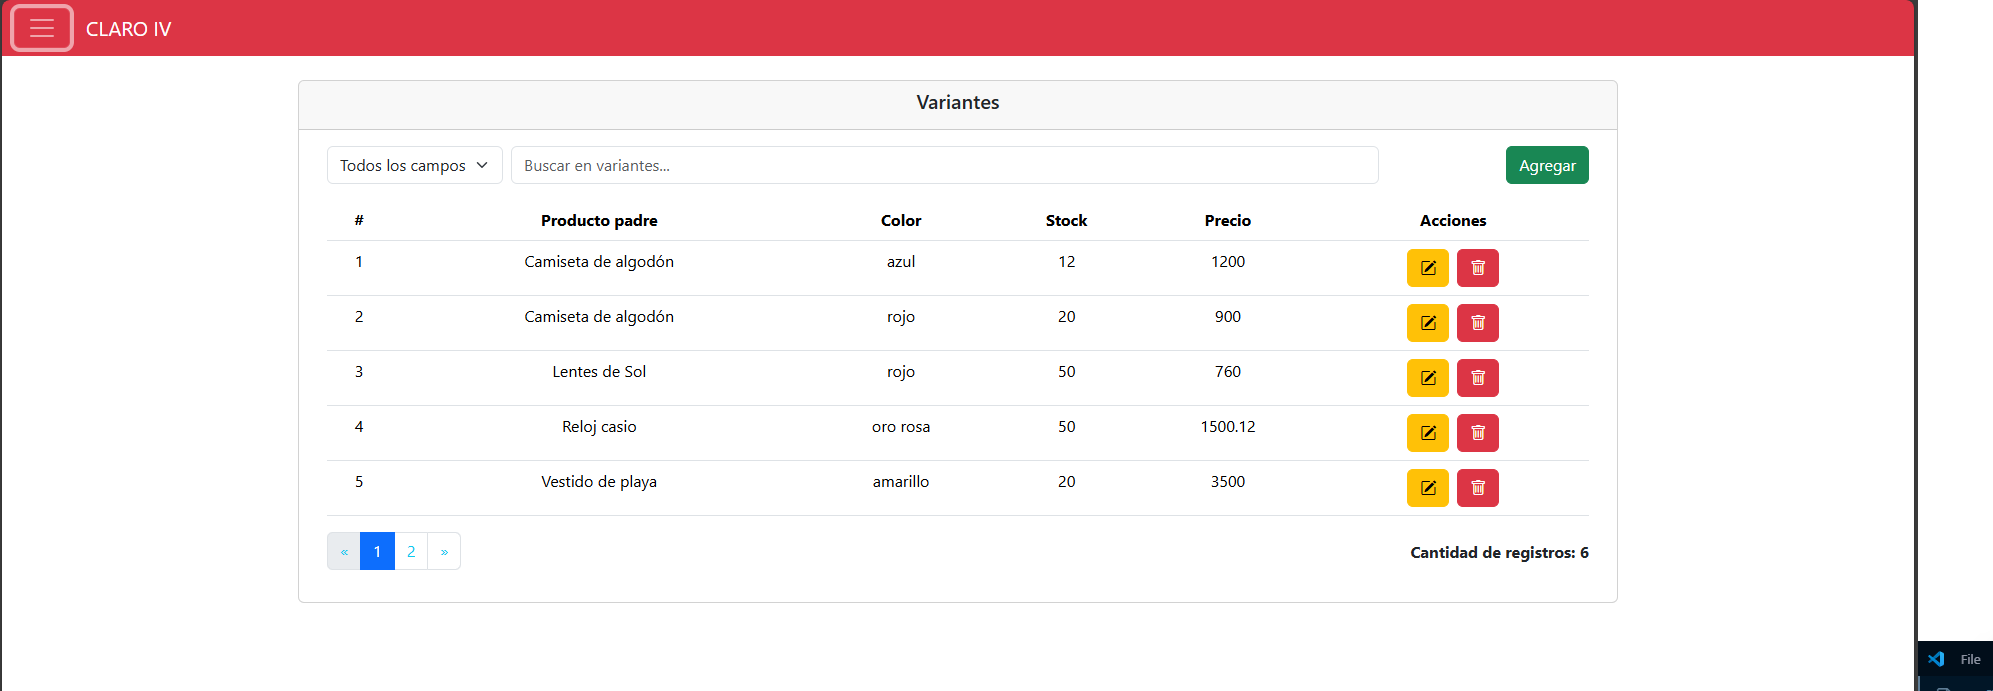 CLARO IV
Variantes
Todos los campos
Buscar en variantes...
Agregar
# Producto padre Color Stock Precio Acciones
1 Camiseta de algodón azul 12 1200
2 Camiseta de algodón rojo 20 900
3 Lentes de Sol rojo 50 760
4 Reloj casio oro rosa 50 1500.12
5 Vestido de playa amarillo 20 3500
« 1 2 »
Cantidad de registros: 6
File